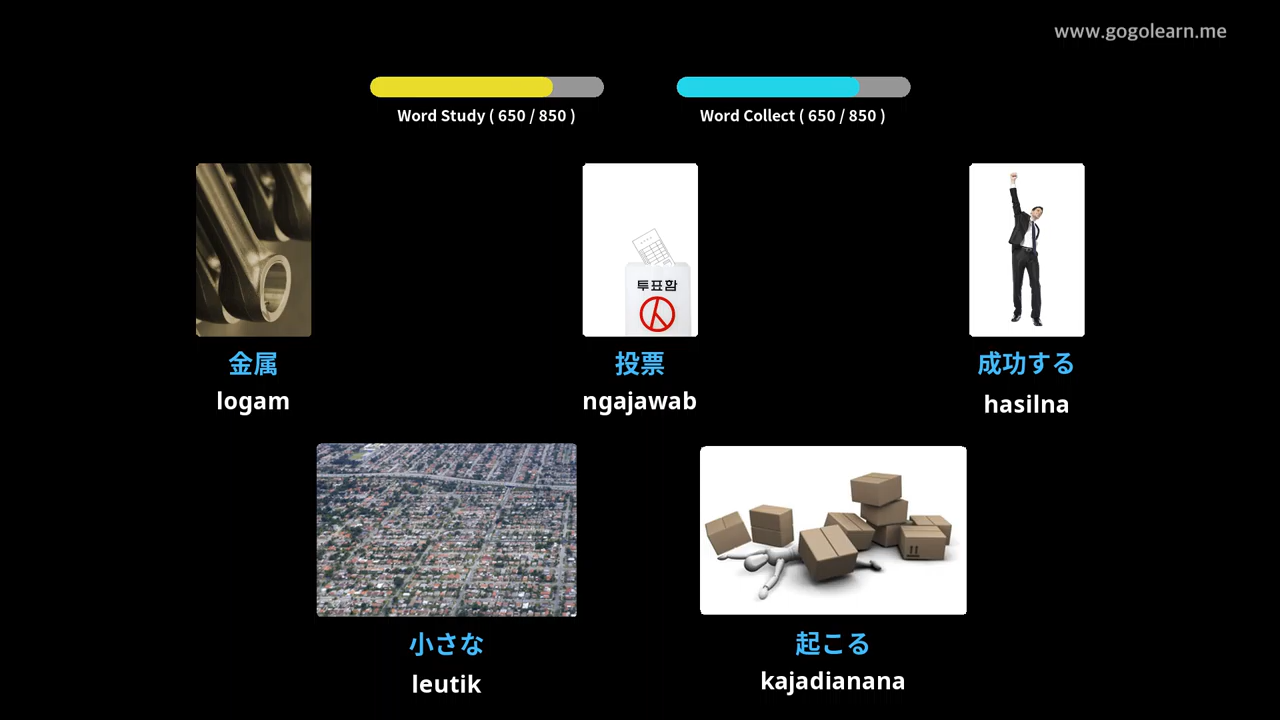 www.gogolearn.me
Word Study ( 650 / 850 )
Word Collect ( 650 / 850 )
투표함
金属
投票
成功する
logam
ngajawab
hasilna
小さな
起こる
leutik
kajadianana